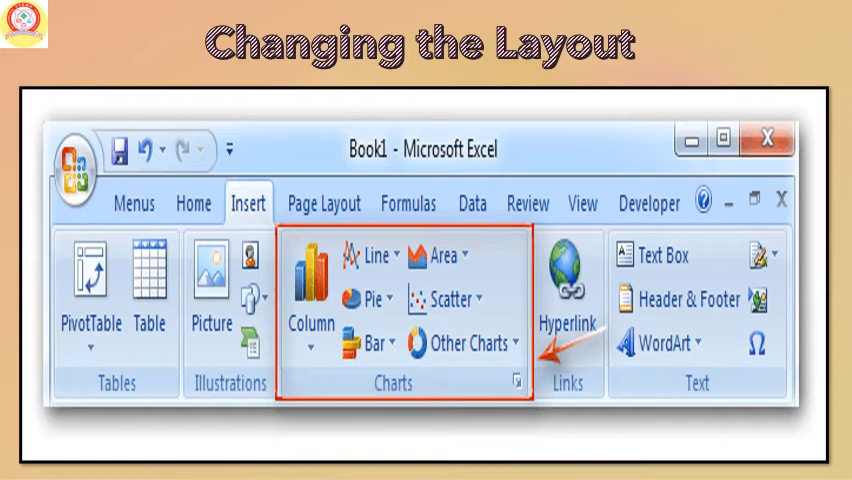 Changing the Layout
Book1 - Microsoft Excel
Menus Home Insert Page Layout Formulas Data Review View Developer
PivotTable Table Picture Column Line Area Pie Scatter Bar Other Charts Hyperlink Text Box Header & Footer WordArt Ω
Tables Illustrations Charts Links Text